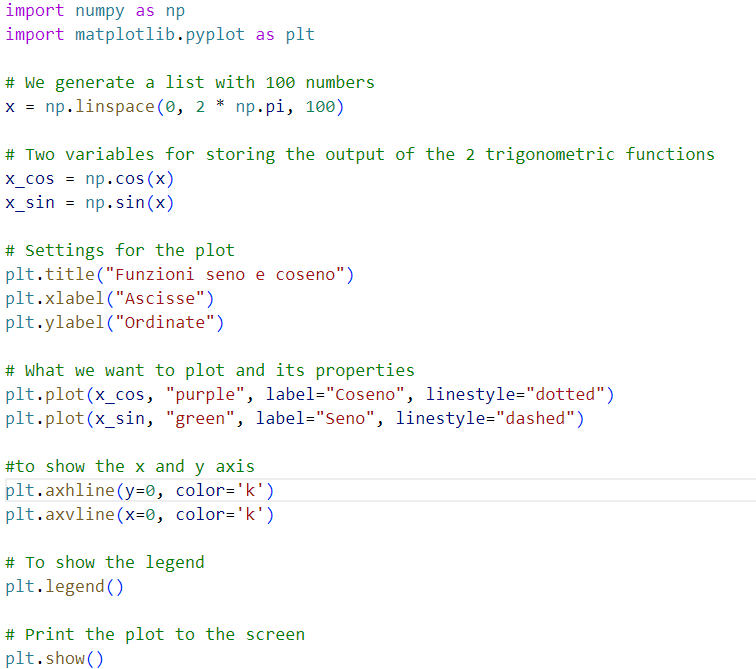 import numpy as np
import matplotlib.pyplot as plt
# We generate a list with 100 numbers
x = np.linspace(0, 2 * np.pi, 100)
# Two variables for storing the output of the 2 trigonometric functions
x_cos = np.cos(x)
x_sin = np.sin(x)
# Settings for the plot
plt.title("Funzioni seno e coseno")
plt.xlabel("Ascisse")
plt.ylabel("Ordinate")
# What we want to plot and its properties
plt.plot(x_cos, "purple", label="Coseno", linestyle="dotted")
plt.plot(x_sin, "green", label="Seno", linestyle="dashed")
#to show the x and y axis
plt.axhline(y=0, color='k')
plt.axvline(x=0, color='k')
# To show the legend
plt.legend()
# Print the plot to the screen
plt.show()